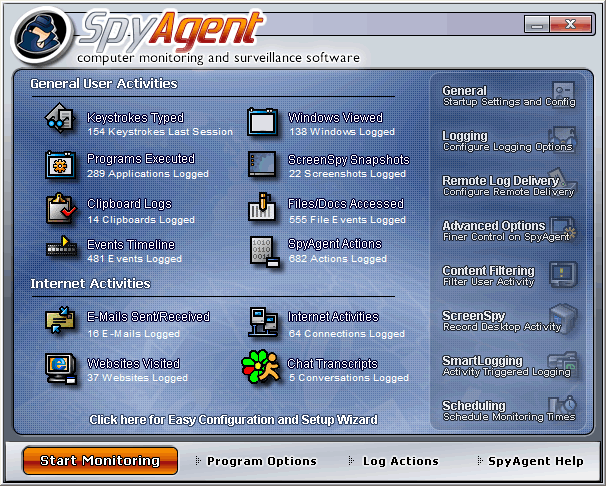 SpyAgent
computer monitoring and surveillance software
General User Activities
Keystrokes Typed
154 Keystrokes Last Session
Windows Viewed
138 Windows Logged
Programs Executed
289 Applications Logged
ScreenSpy Snapshots
22 Screenshots Logged
Clipboard Logs
14 Clipboards Logged
Files/Docs Accessed
555 File Events Logged
Events Timeline
481 Events Logged
SpyAgent Actions
682 Actions Logged
Internet Activities
E-Mails Sent/Received
16 E-Mails Logged
Internet Activities
64 Connections Logged
Websites Visited
37 Websites Logged
Chat Transcripts
5 Conversations Logged
Click here for Easy Configuration and Setup Wizard
General
Startup Settings and Config
Logging
Configure Logging Options
Remote Log Delivery
Configure Remote Delivery
Advanced Options
Finer Control on SpyAgent
Content Filtering
Filter User Activity
ScreenSpy
Record Desktop Activity
SmartLogging
Activity Triggered Logging
Scheduling
Schedule Monitoring Times
Start Monitoring
Program Options
Log Actions
SpyAgent Help